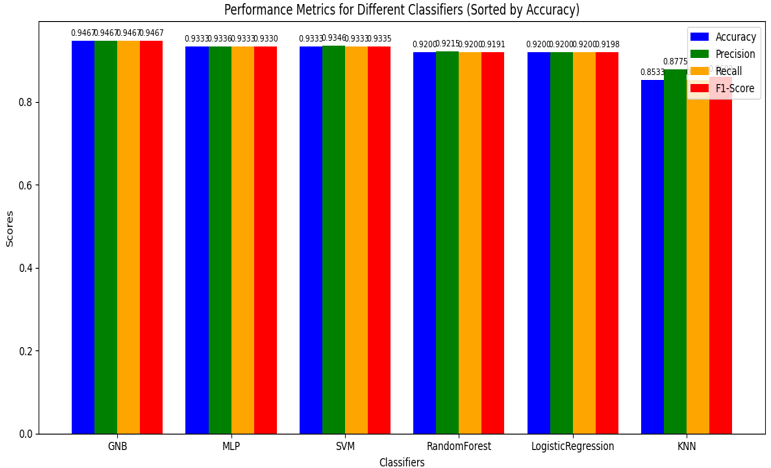 Performance Metrics for Different Classifiers (Sorted by Accuracy)
0.9467 0.9467 0.9467 0.9467
0.9333 0.9336 0.9333 0.9330
0.9333 0.9346 0.9333 0.9335
0.9200 0.9215 0.9200 0.9191
0.9200 0.9200 0.9200 0.9198
0.8533 0.8775
Accuracy
Precision
Recall
F1-Score
Scores
0.8
0.6
0.4
0.2
0.0
GNB MLP SVM RandomForest LogisticRegression KNN
Classifiers